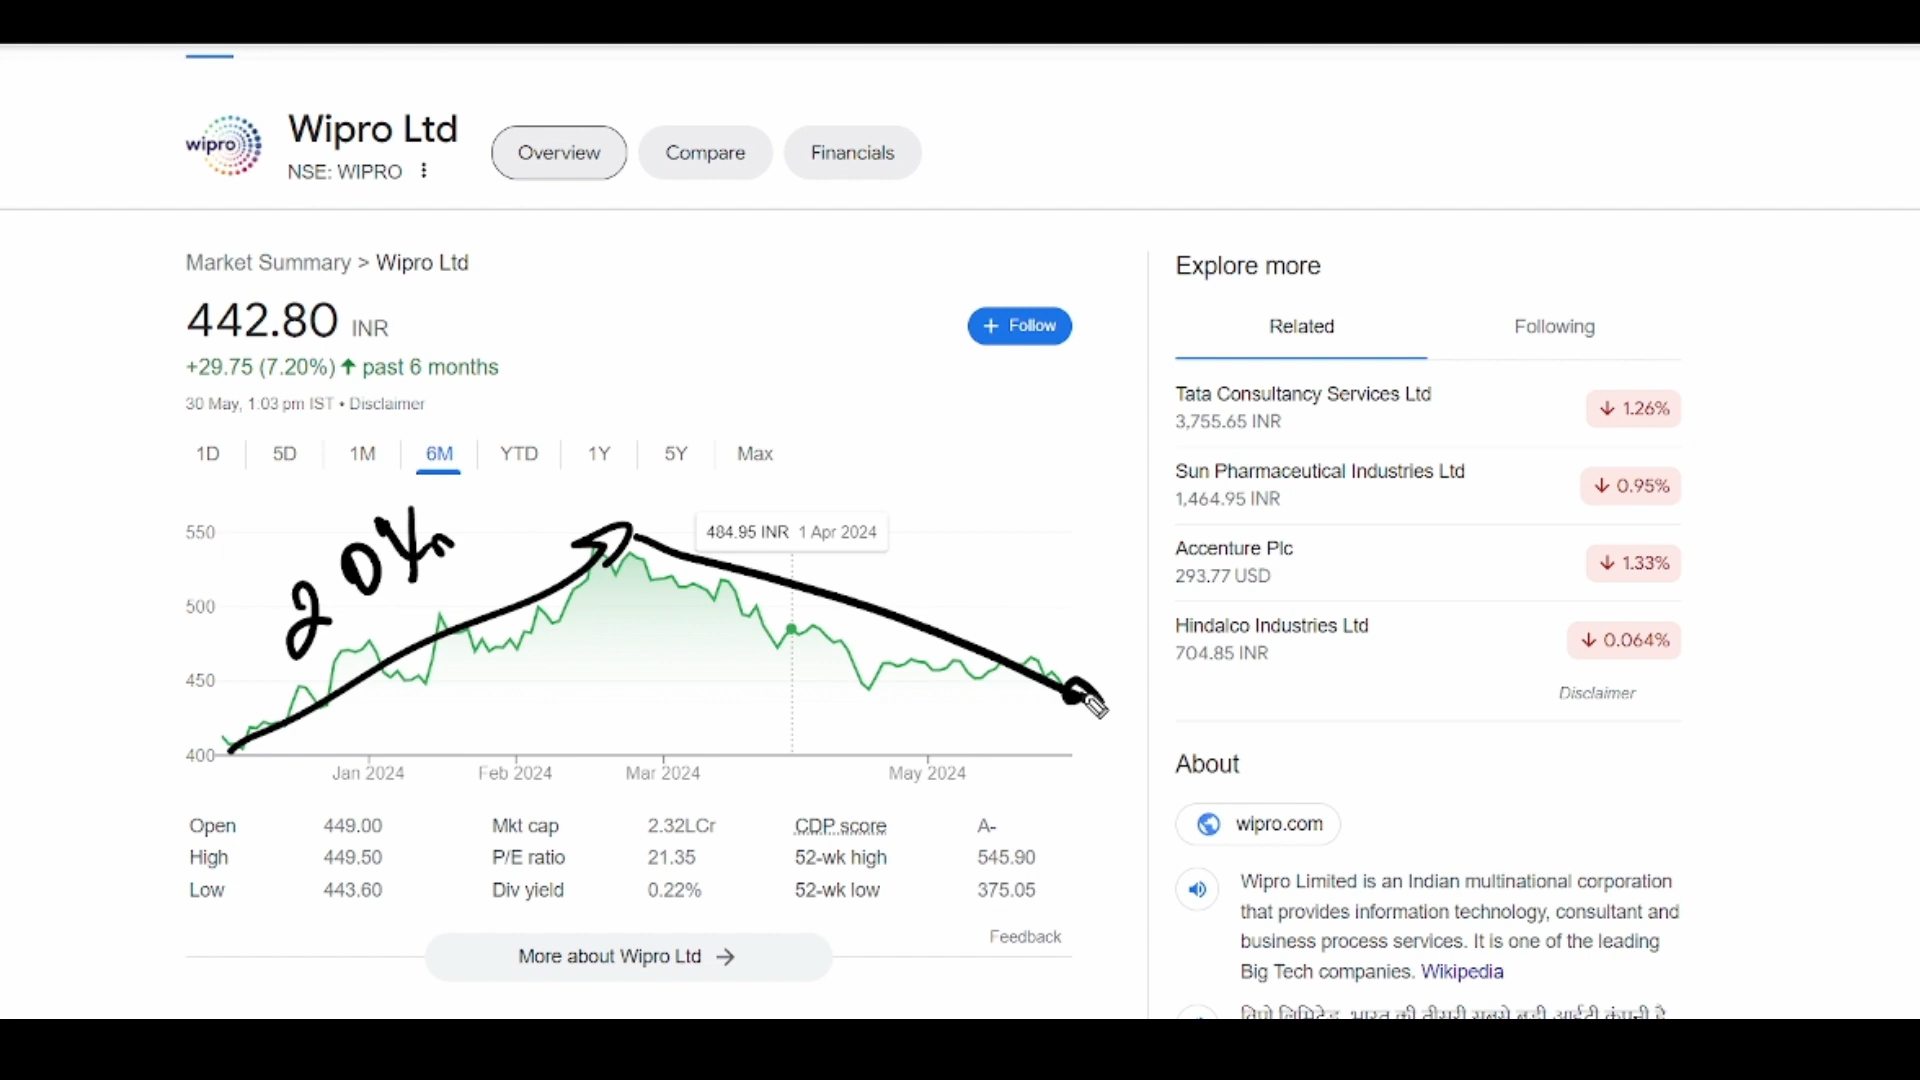 wipro
Wipro Ltd
NSE: WIPRO
Overview
Compare
Financials
Market Summary > Wipro Ltd
442.80 INR
+ Follow
+29.75 (7.20%) ↑ past 6 months
30 May, 1:03 pm IST • Disclaimer
1D
5D
1M
6M
YTD
1Y
5Y
Max
20%
484.95 INR 1 Apr 2024
550
500
450
400
Jan 2024
Feb 2024
Mar 2024
May 2024
Open 449.00 Mkt cap 2.32LCr CDP score A-
High 449.50 P/E ratio 21.35 52-wk high 545.90
Low 443.60 Div yield 0.22% 52-wk low 375.05
Feedback
More about Wipro Ltd →
Explore more
Related
Following
Tata Consultancy Services Ltd
3,755.65 INR
↓ 1.26%
Sun Pharmaceutical Industries Ltd
1,464.95 INR
↓ 0.95%
Accenture Plc
293.77 USD
↓ 1.33%
Hindalco Industries Ltd
704.85 INR
↓ 0.064%
Disclaimer
About
wipro.com
Wipro Limited is an Indian multinational corporation
that provides information technology, consultant and
business process services. It is one of the leading
Big Tech companies. Wikipedia
विप्रो लिमिटेड, भारत की तीसरी सबसे बड़ी आईटी कंपनी है